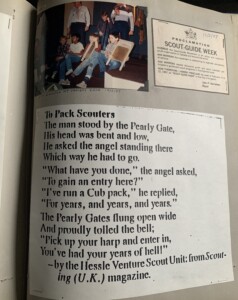 PROCLAMATION
SCOUT-GUIDE WEEK
To Pack Scouters
The man stood by the Pearly Gate,
His head was bent and low,
He asked the angel standing there
Which way he had to go.
"What have you done," the angel asked,
"To gain an entry here?"
"I've run a Cub pack," he replied,
"For years, and years, and years."
The Pearly Gates flung open wide
And proudly tolled the bell;
"Pick up your harp and enter in,
You've had your years of hell!"
—by the Hessle Venture Scout Unit: from Scout-
ing (U.K.) magazine.